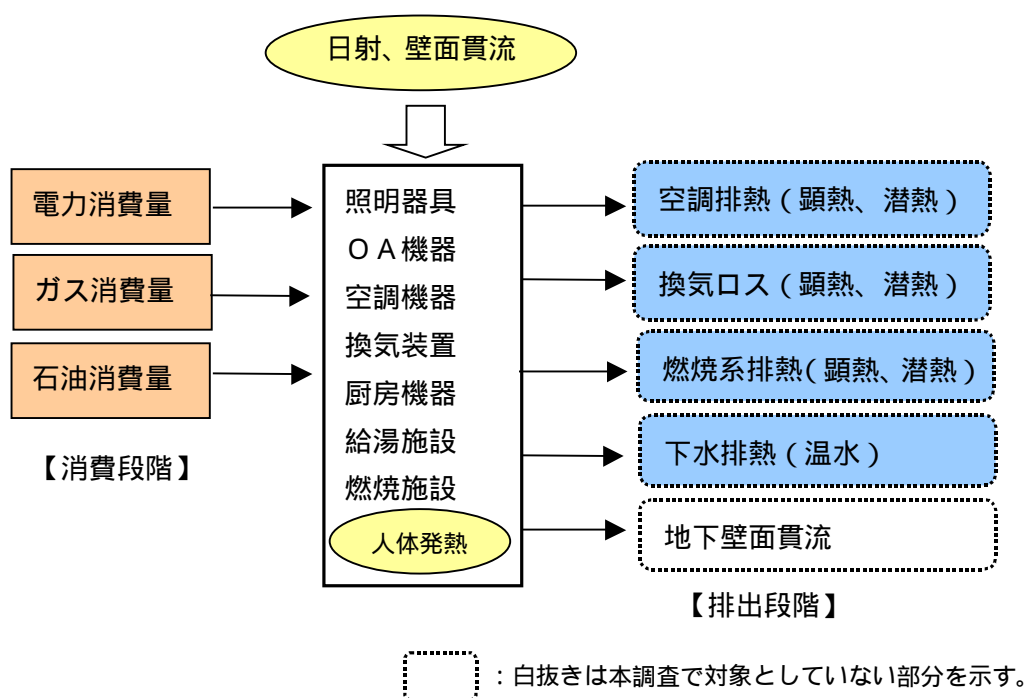 日射、壁面貫流
電力消費量
ガス消費量
石油消費量
【消費段階】
照明器具
ＯＡ機器
空調機器
換気装置
厨房機器
給湯施設
燃焼施設
人体発熱
空調排熱（顕熱、潜熱）
換気ロス（顕熱、潜熱）
燃焼系排熱（顕熱、潜熱）
下水排熱（温水）
地下壁面貫流
【排出段階】
：白抜きは本調査で対象としていない部分を示す。